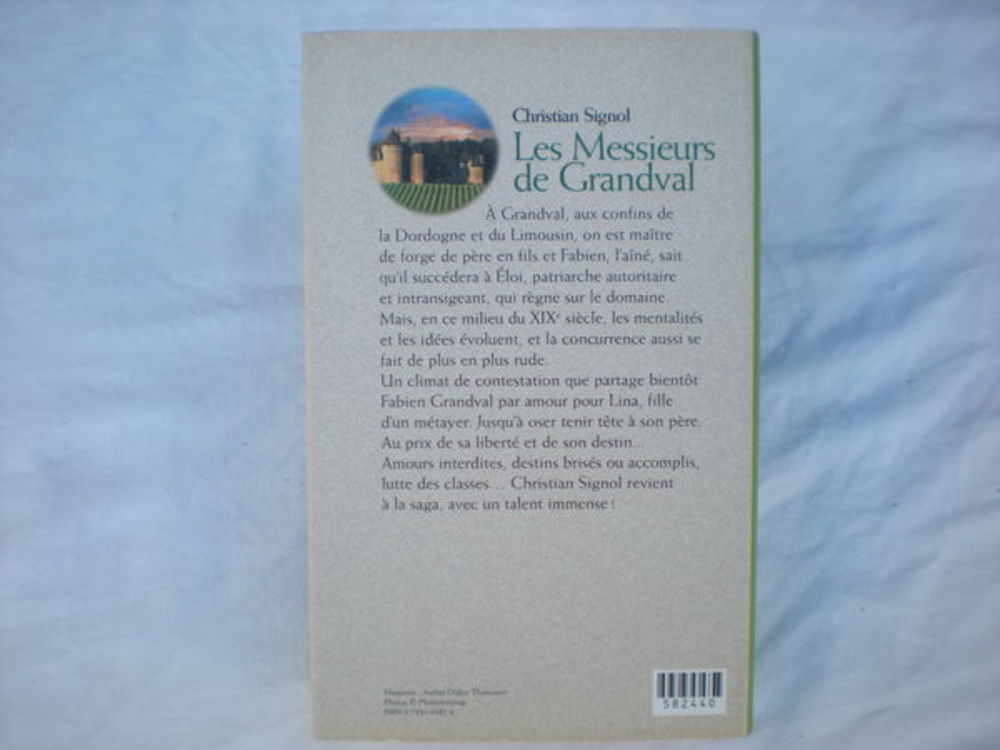 Christian Signol
Les Messieurs
de Grandval
À Grandval, aux confins de
la Dordogne et du Limousin, on est maître
de forge de père en fils et Fabien, l'aîné, sait
qu'il succédera à Éloi, patriarche autoritaire
et intransigeant, qui règne sur le domaine.
Mais, en ce milieu du XIXe siècle, les mentalités
et les idées évoluent, et la concurrence aussi se
fait de plus en plus rude.
Un climat de contestation que partage bientôt
Fabien Grandval par amour pour Lina, fille
d'un métayer. Jusqu'à oser tenir tête à son père.
Au prix de sa liberté et de son destin...
Amours interdites, destins brisés ou accomplis,
lutte des classes... Christian Signol revient
à la saga, avec un talent immense !
Photos ©
ISBN
582440